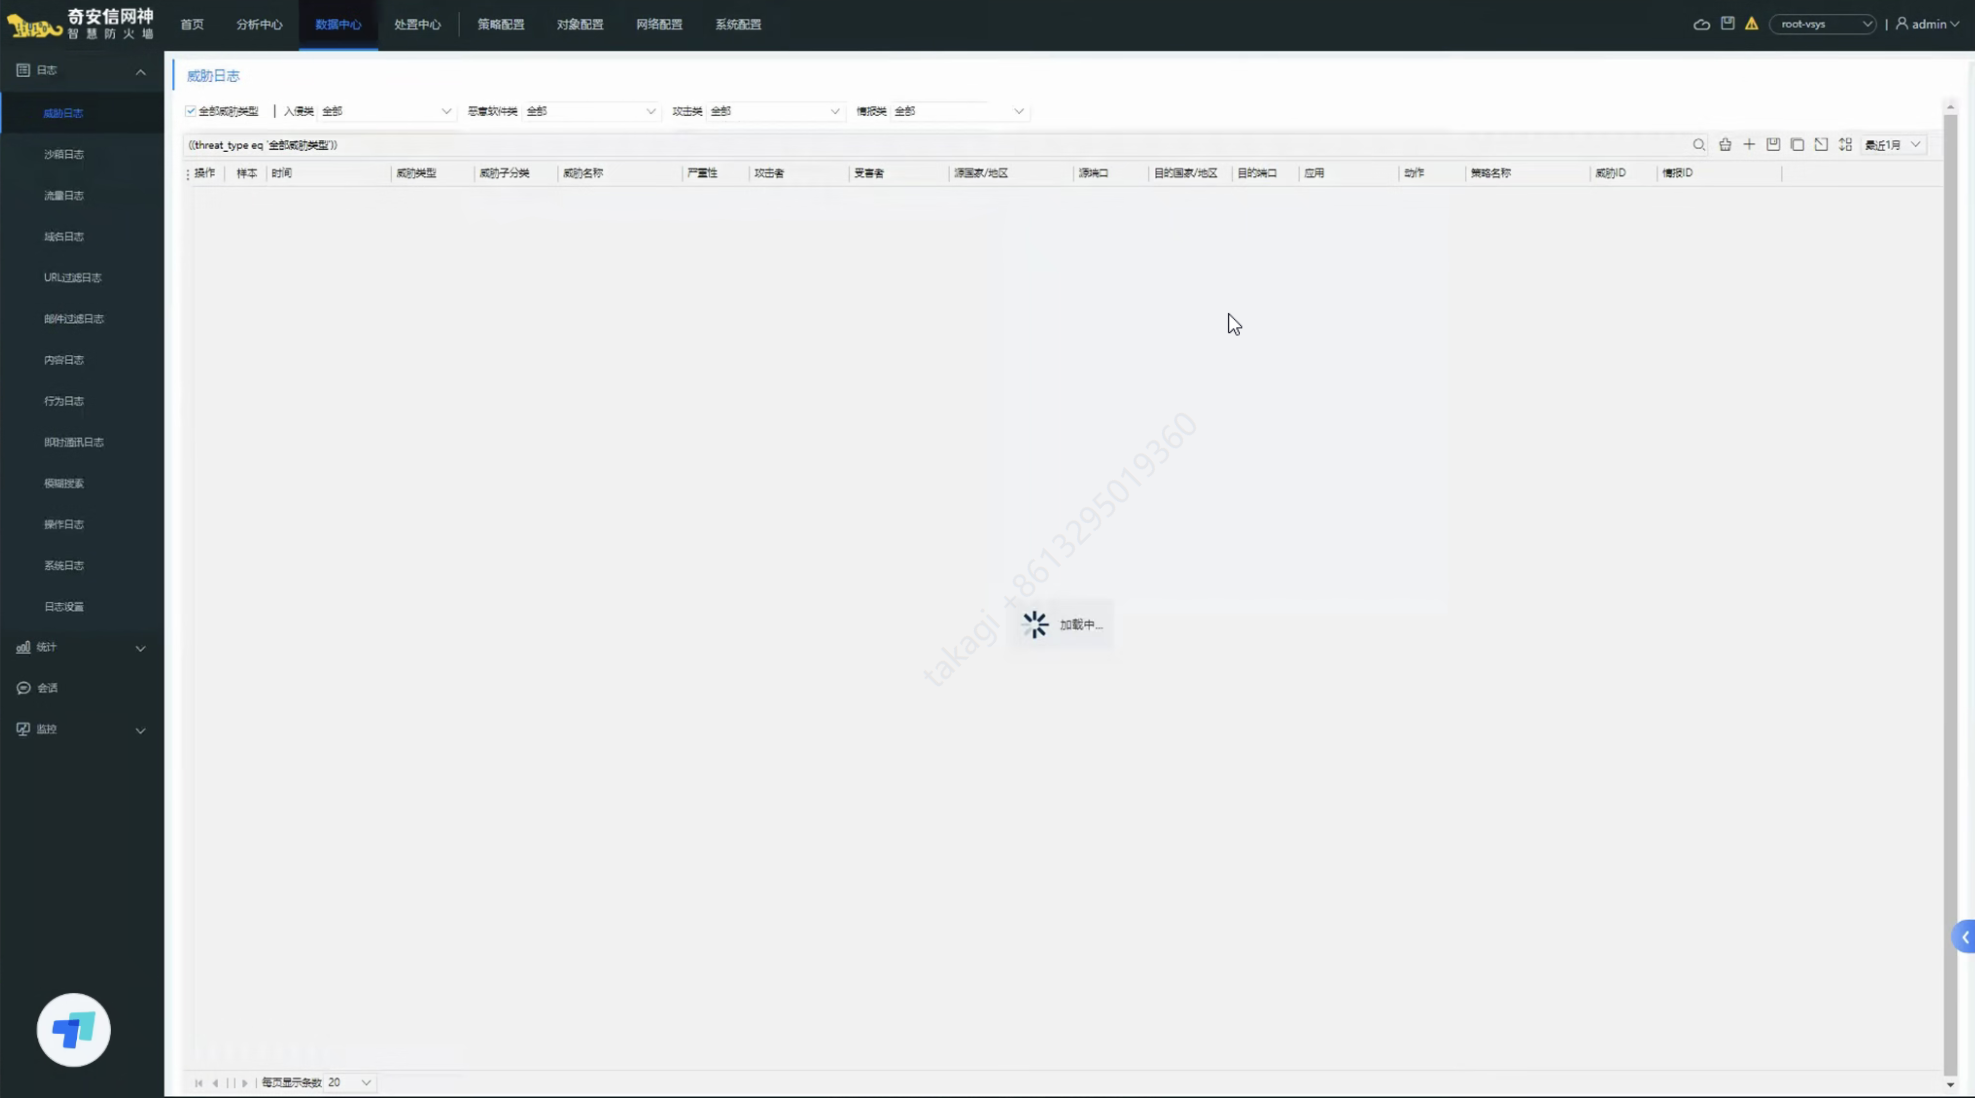 奇安信网神
智慧防火墙
首页 分析中心 数据中心 处置中心 策略配置 对象配置 网络配置 系统配置 root-vsys admin
日志
威胁日志
沙箱日志
流量日志
域名日志
URL过滤日志
邮件过滤日志
内容日志
行为日志
即时通讯日志
模糊搜索
操作日志
系统日志
日志设置
统计
会话
监控
威胁日志
全部威胁类型 入侵类 全部 恶意软件类 全部 攻击类 全部 情报类 全部
((threat_type eq '全部威胁类型')) 最近1月
操作 样本 时间 威胁类型 威胁子分类 威胁名称 严重性 攻击者 受害者 源国家/地区 源端口 目的国家/地区 目的端口 应用 动作 策略名称 威胁ID 情报ID
takagi +8613295019360
加载中...
每页显示条数 20